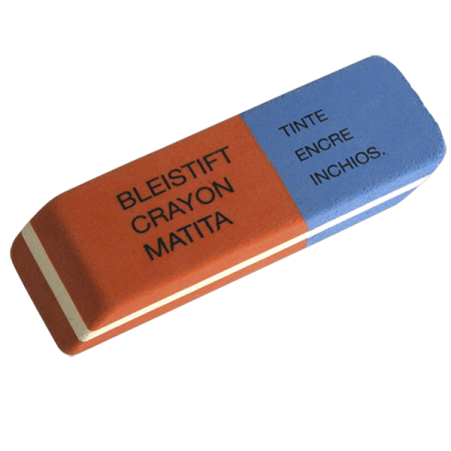 BLEISTIFT
CRAYON
MATITA
TINTE
ENCRE
INCHIOS.